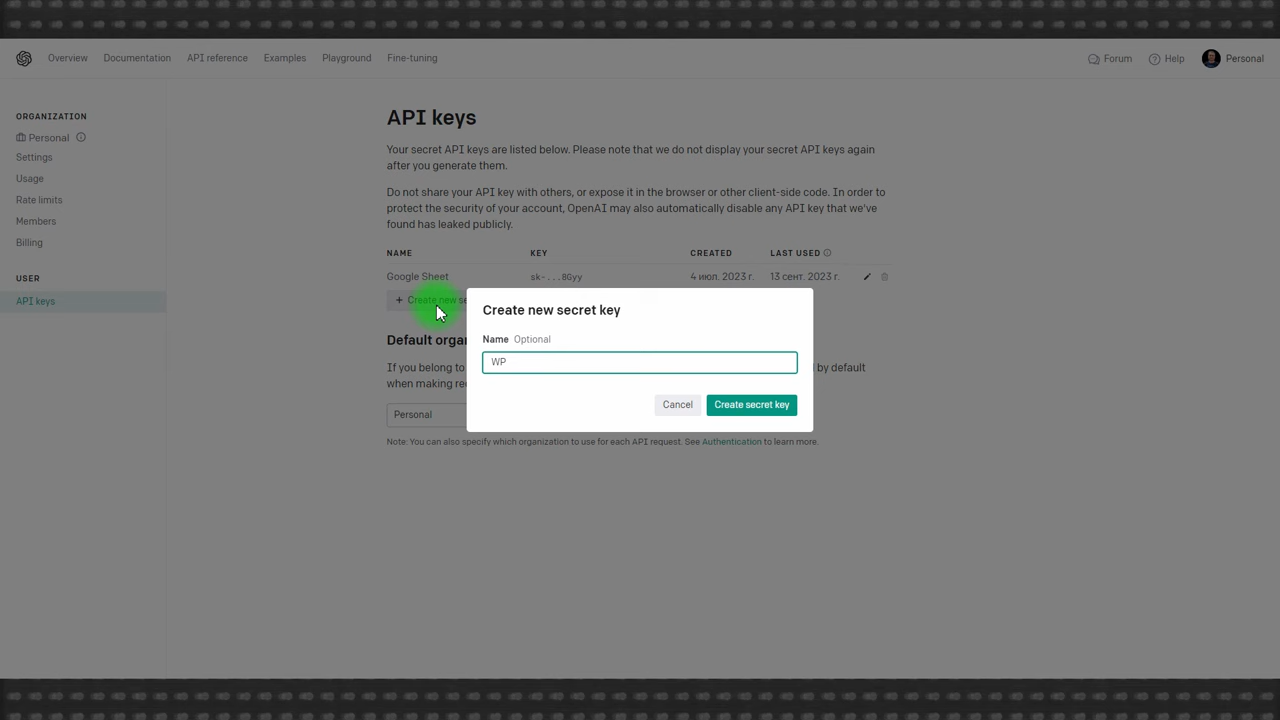 Overview Documentation API reference Examples Playground Fine-tuning Forum Help Personal
ORGANIZATION
Personal
Settings
Usage
Rate limits
Members
Billing
USER
API keys
API keys
Your secret API keys are listed below. Please note that we do not display your secret API keys again
after you generate them.
Do not share your API key with others, or expose it in the browser or other client-side code. In order to
protect the security of your account, OpenAI may also automatically disable any API key that we've
found has leaked publicly.
NAME KEY CREATED LAST USED
Google Sheet sk-...8Gyy 4 июл. 2023 г. 13 сент. 2023 г.
+ Create new se
Default orga
If you belong to by default
when making re
Personal
Note: You can also specify which organization to use for each API request. See Authentication to learn more.
Create new secret key
Name Optional
WP
Cancel Create secret key